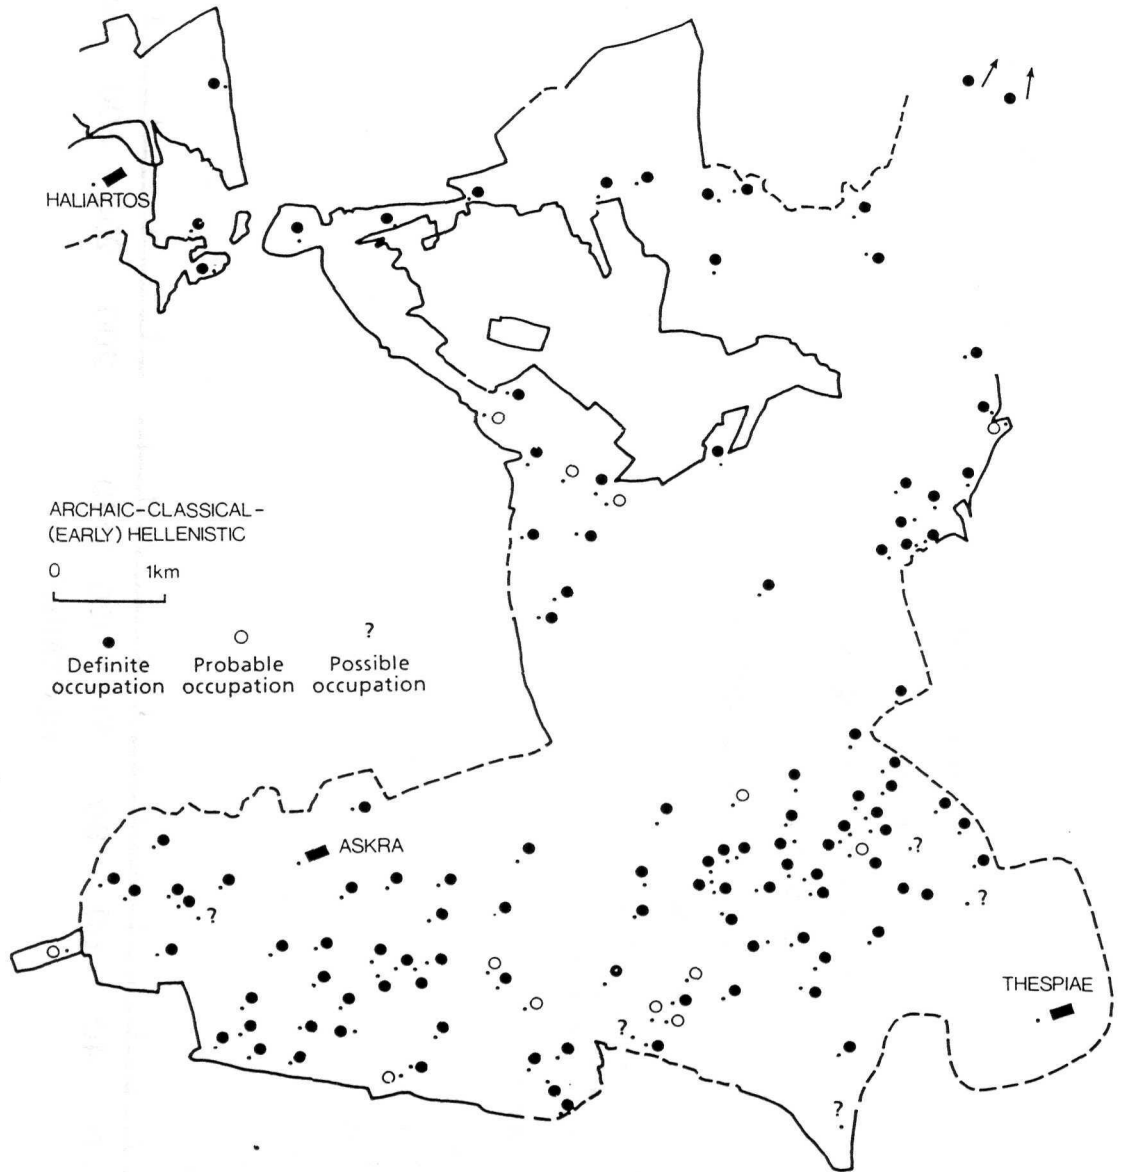 HALIARTOS
ARCHAIC-CLASSICAL-
(EARLY) HELLENISTIC
0 1km
?
Definite occupation
Probable occupation
Possible occupation
ASKRA
?
?
?
THESPIAE
?
?